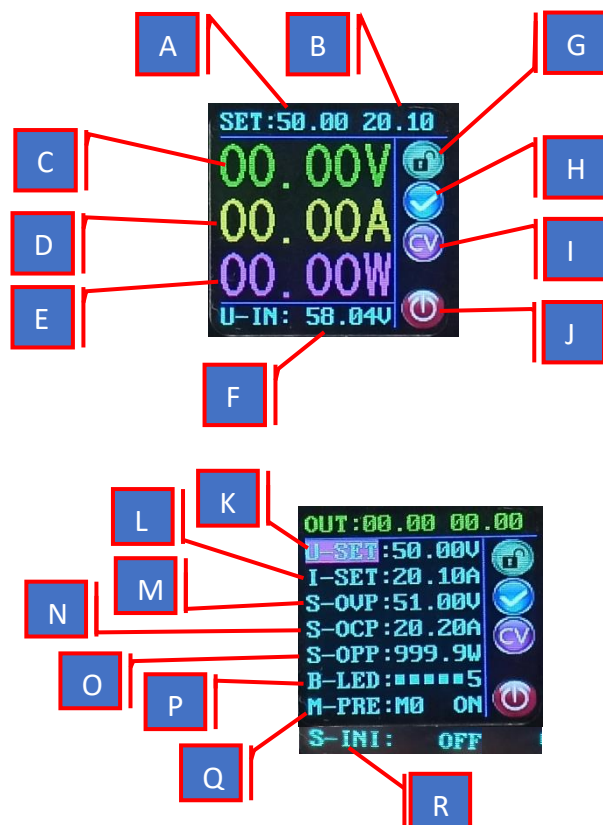 A
B
G
SET:50.00 20.10
C
00.00V
H
D
00.00A
CV
I
E
00.00W
U-IN: 58.04V
J
F
K
OUT:00.00 00.00
L
U-SET:50.00V
I-SET:20.10A
M
S-OVP:51.00V
N
S-OCP:20.20A
CV
O
S-OPP:999.9W
P
B-LED:■■■■■5
M-PRE:M0 ON
Q
S-INI: OFF
R